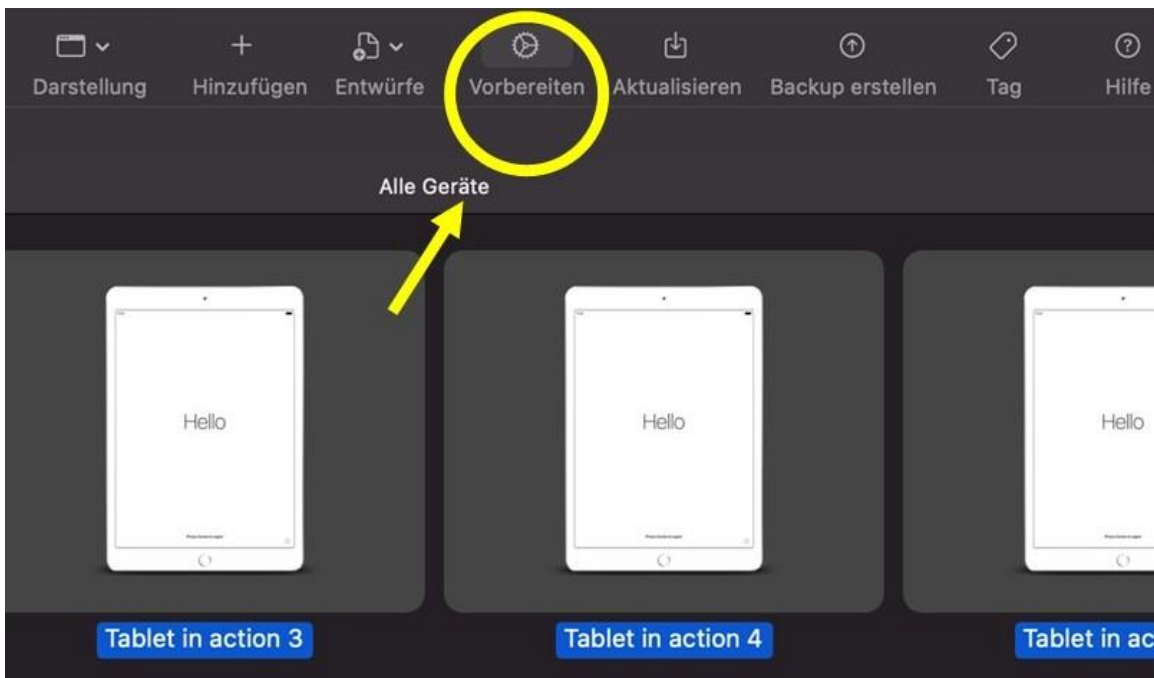 Darstellung Hinzufügen Entwürfe Vorbereiten Aktualisieren Backup erstellen Tag Hilfe
Alle Geräte
Hello Hello Hello
Tablet in action 3 Tablet in action 4 Tablet in ac